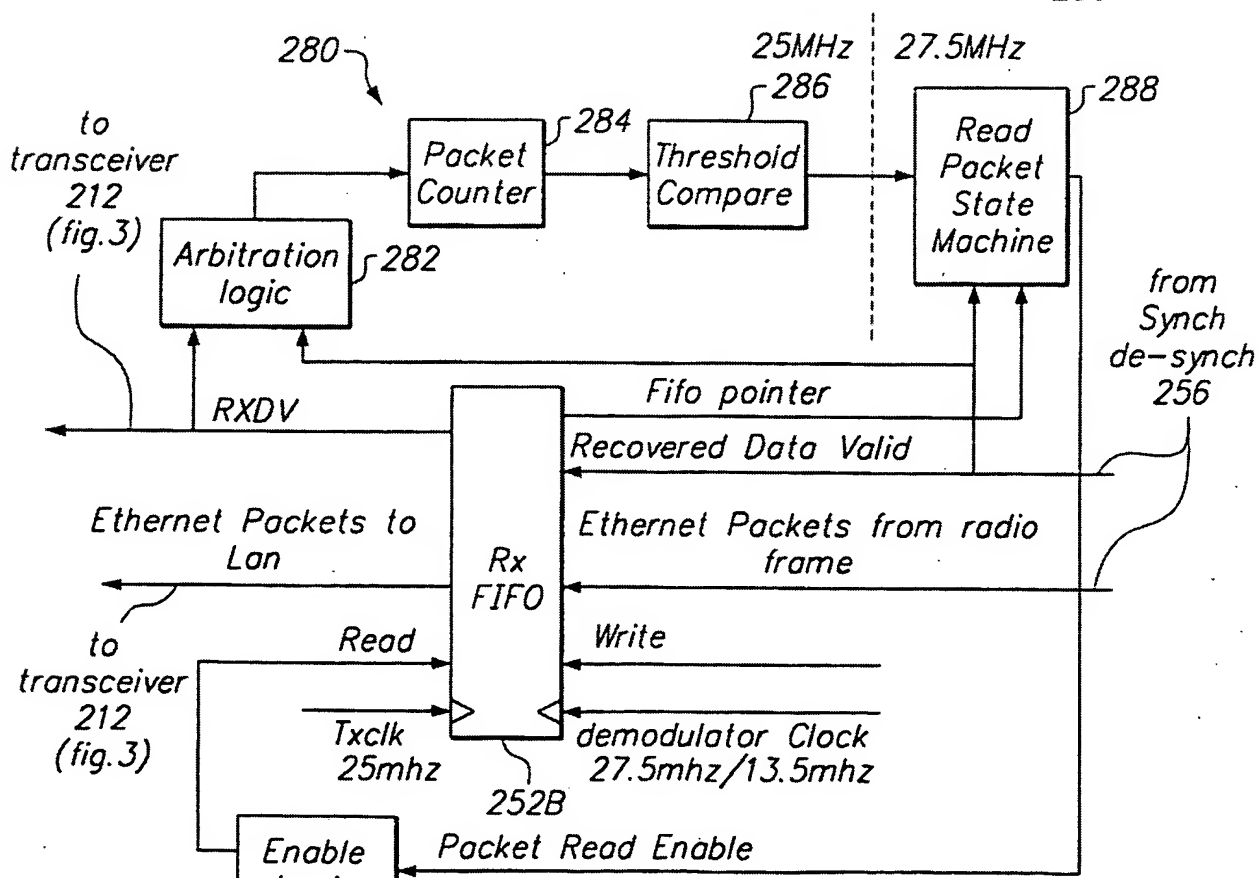 280
25MHz
27.5MHz
286
288
to
transceiver
212
(fig.3)
284
Packet
Counter
Threshold
Compare
Read
Packet
State
Machine
Arbitration
logic
282
from
Synch
de-synch
256
RXDV
Fifo pointer
Recovered Data Valid
Ethernet Packets to
Lan
Ethernet Packets from radio
frame
Rx
FIFO
Read
Write
to
transceiver
212
(fig.3)
Txclk
25mhz
demodulator Clock
27.5mhz/13.5mhz
252B
Enable
Packet Read Enable